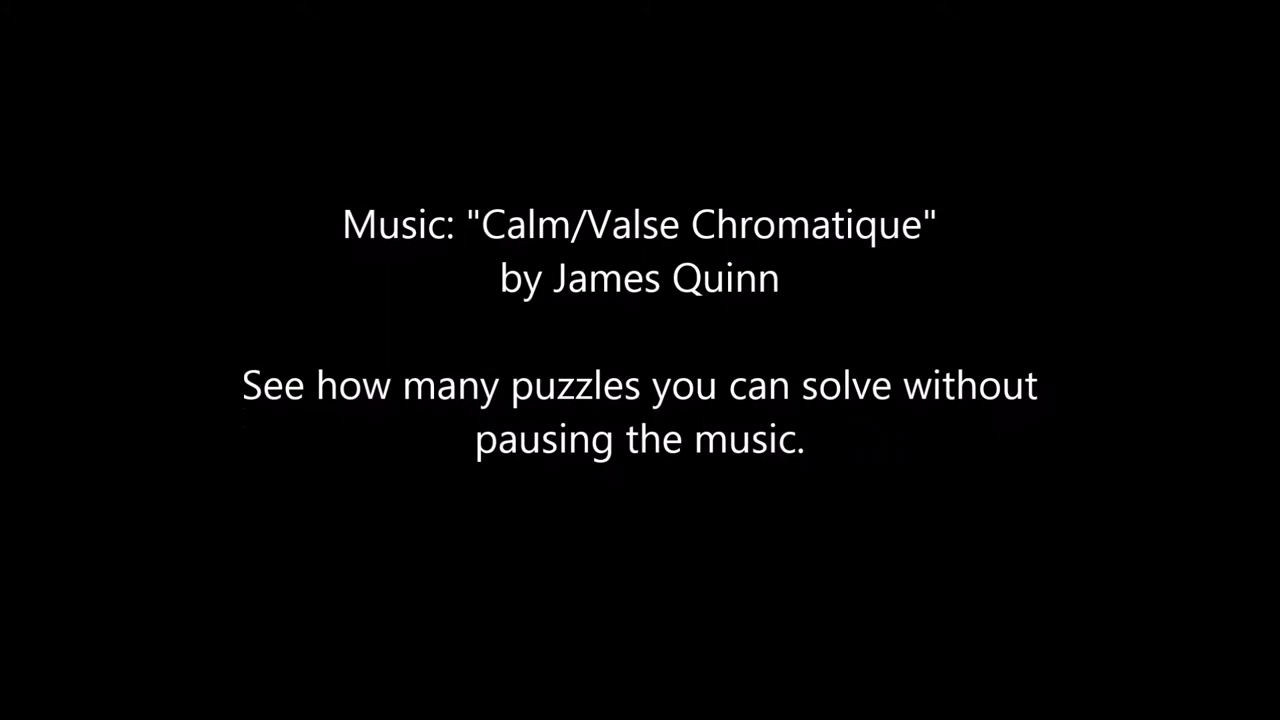 Music: "Calm/Valse Chromatique"
by James Quinn
See how many puzzles you can solve without
pausing the music.